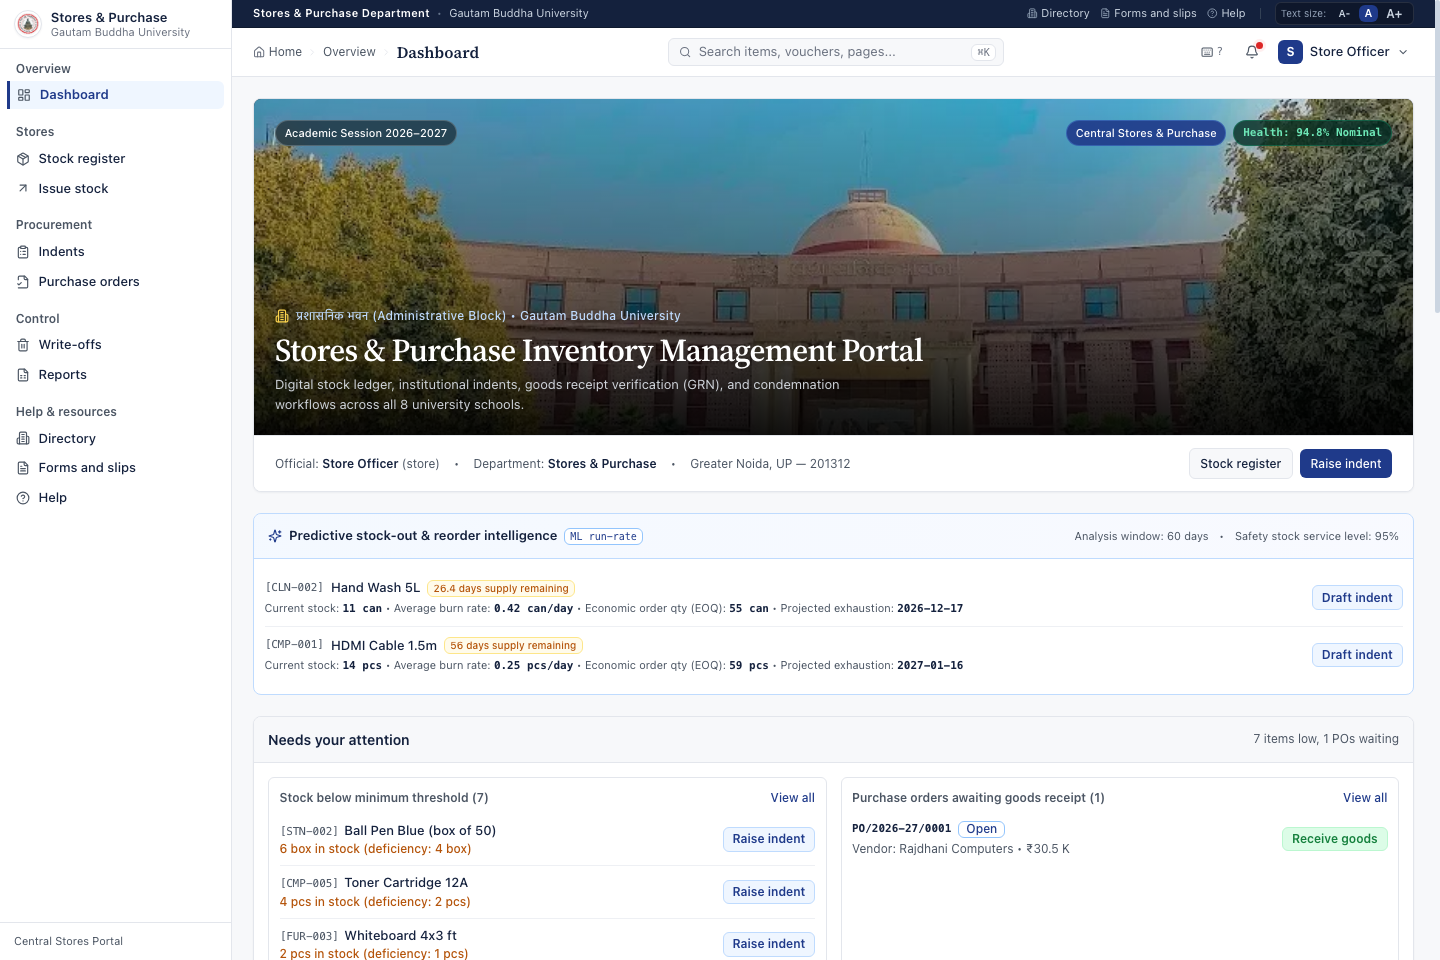 Stores & Purchase
Gautam Buddha University
Overview
Dashboard
Stores
Stock register
Issue stock
Procurement
Indents
Purchase orders
Control
Write-offs
Reports
Help & resources
Directory
Forms and slips
Help
Central Stores Portal
Stores & Purchase Department • Gautam Buddha University
Directory
Forms and slips
Help
Text size: A- A A+
Home › Overview › Dashboard
Search items, vouchers, pages... ⌘K
?
S Store Officer
Academic Session 2026–2027
Central Stores & Purchase
Health: 94.8% Nominal
प्रशासनिक भवन (Administrative Block) • Gautam Buddha University
Stores & Purchase Inventory Management Portal
Digital stock ledger, institutional indents, goods receipt verification (GRN), and condemnation
workflows across all 8 university schools.
Official: Store Officer (store) • Department: Stores & Purchase • Greater Noida, UP — 201312
Stock register
Raise indent
Predictive stock-out & reorder intelligence ML run-rate
Analysis window: 60 days • Safety stock service level: 95%
[CLN-002] Hand Wash 5L 26.4 days supply remaining
Current stock: 11 can • Average burn rate: 0.42 can/day • Economic order qty (EOQ): 55 can • Projected exhaustion: 2026-12-17
Draft indent
[CMP-001] HDMI Cable 1.5m 56 days supply remaining
Current stock: 14 pcs • Average burn rate: 0.25 pcs/day • Economic order qty (EOQ): 59 pcs • Projected exhaustion: 2027-01-16
Draft indent
Needs your attention
7 items low, 1 POs waiting
Stock below minimum threshold (7)
View all
[STN-002] Ball Pen Blue (box of 50)
6 box in stock (deficiency: 4 box)
Raise indent
[CMP-005] Toner Cartridge 12A
4 pcs in stock (deficiency: 2 pcs)
Raise indent
[FUR-003] Whiteboard 4x3 ft
2 pcs in stock (deficiency: 1 pcs)
Raise indent
Purchase orders awaiting goods receipt (1)
View all
PO/2026-27/0001 Open
Vendor: Rajdhani Computers • ₹30.5 K
Receive goods